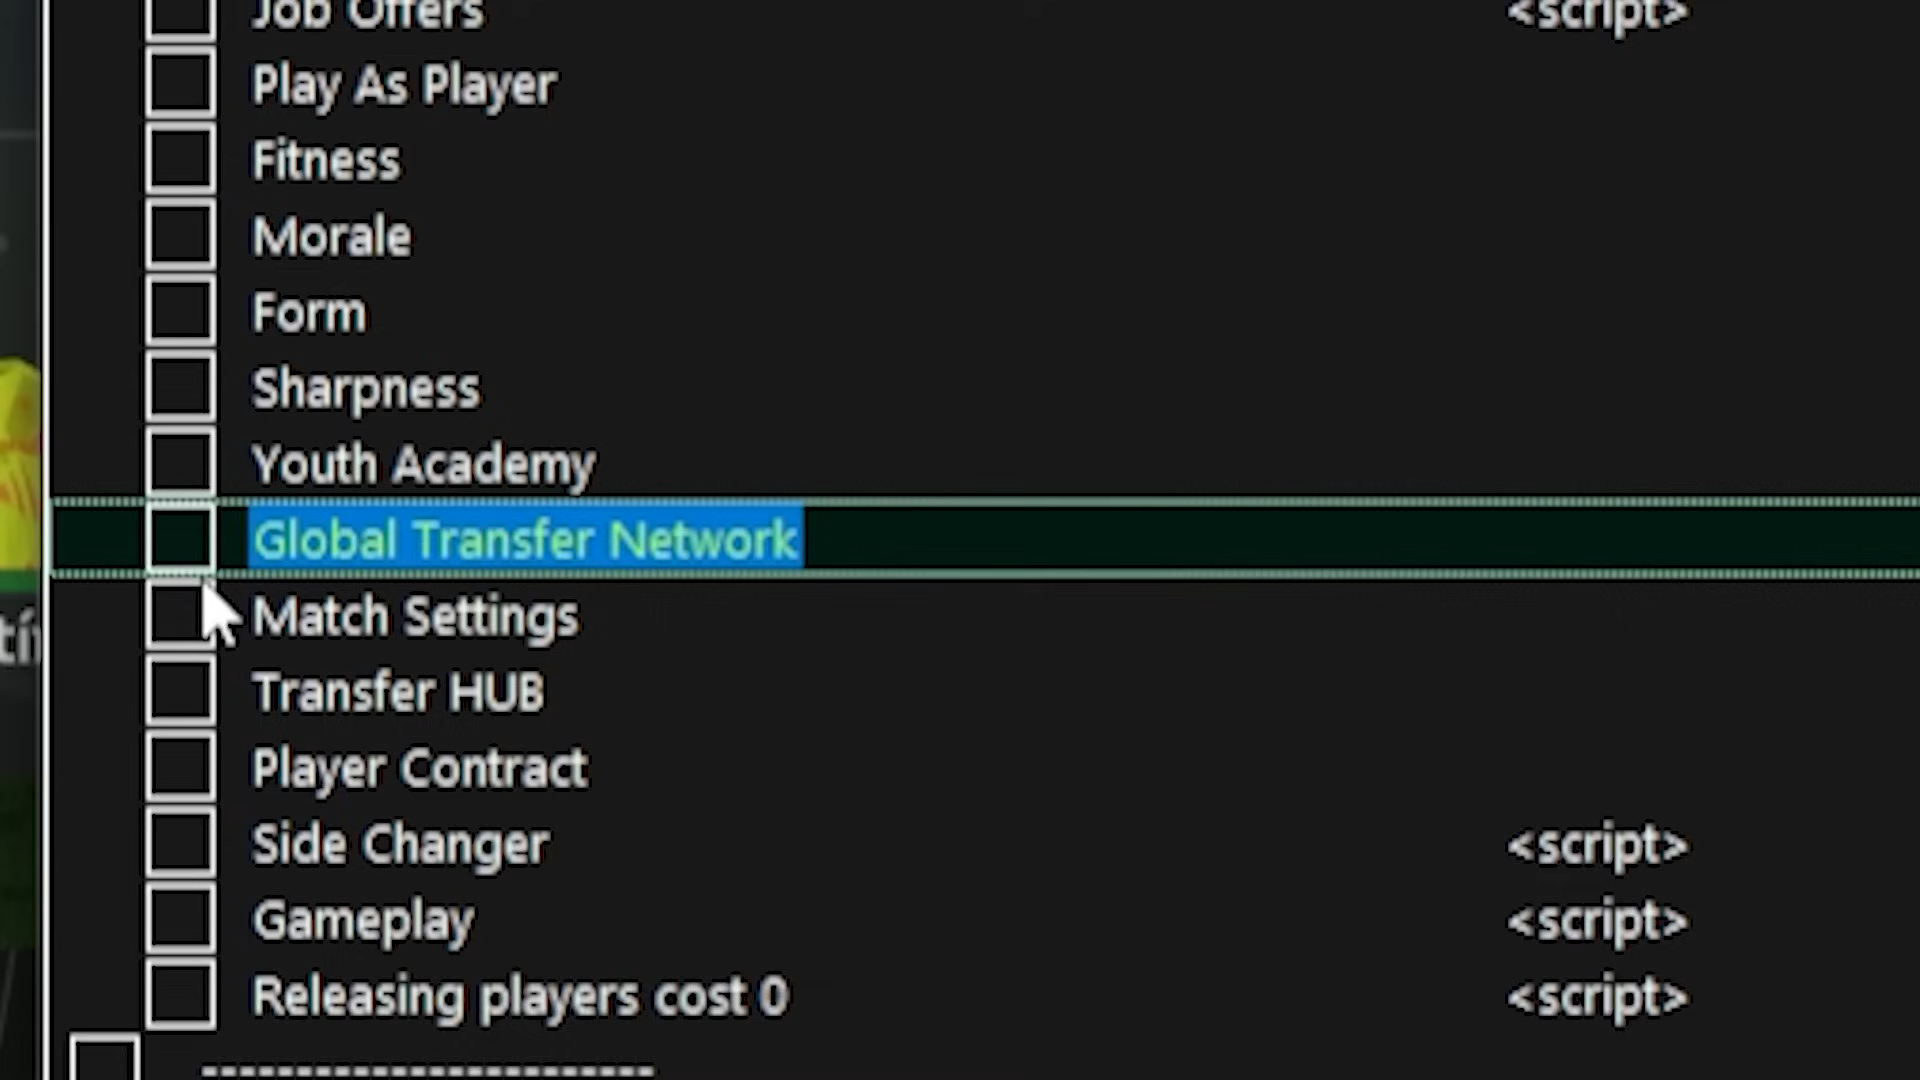 Job Offers <script>
Play As Player
Fitness
Morale
Form
Sharpness
Youth Academy
Global Transfer Network
Match Settings
Transfer HUB
Player Contract
Side Changer <script>
Gameplay <script>
Releasing players cost 0 <script>
------------------------